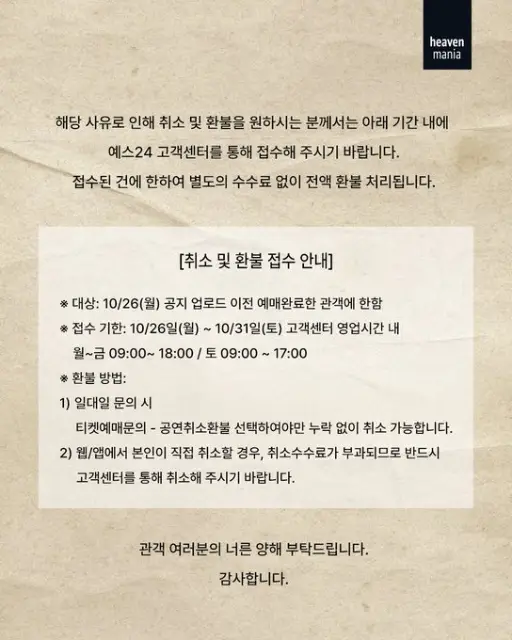 heaven
mania
해당 사유로 인해 취소 및 환불을 원하시는 분께서는 아래 기간 내에
예스24 고객센터를 통해 접수해 주시기 바랍니다.
접수된 건에 한하여 별도의 수수료 없이 전액 환불 처리됩니다.
[취소 및 환불 접수 안내]
※ 대상: 10/26(월) 공지 업로드 이전 예매완료한 관객에 한함
※ 접수 기한: 10/26일(월) ~ 10/31일(토) 고객센터 영업시간 내
월~금 09:00~ 18:00 / 토 09:00 ~ 17:00
※ 환불 방법:
1) 일대일 문의 시
티켓예매문의 - 공연취소환불 선택하여야만 누락 없이 취소 가능합니다.
2) 웹/앱에서 본인이 직접 취소할 경우, 취소수수료가 부과되므로 반드시
고객센터를 통해 취소해 주시기 바랍니다.
관객 여러분의 너른 양해 부탁드립니다.
감사합니다.